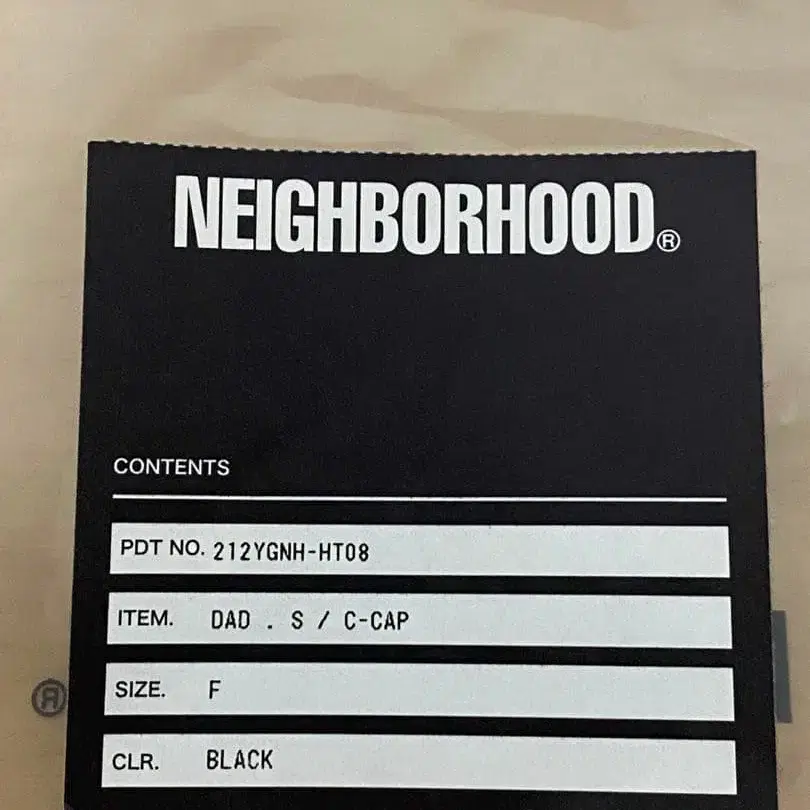 NEIGHBORHOOD®
CONTENTS
PDT NO. 212YGNH-HT08
ITEM. DAD . S / C-CAP
SIZE. F
CLR. BLACK
®